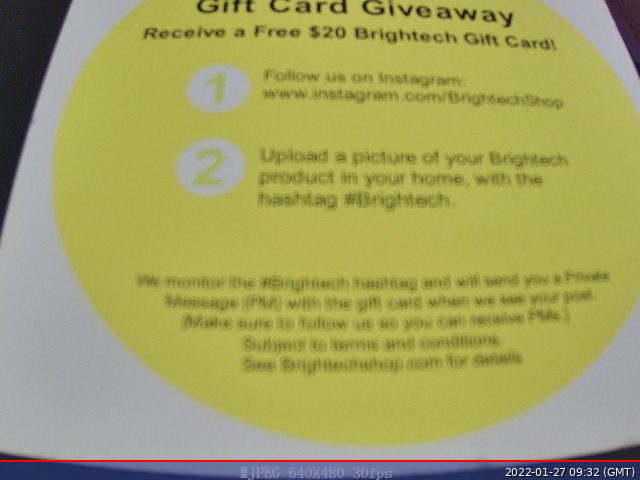 Gift Card Giveaway
Receive a Free $20 Brightech Gift Card!
1
Follow us on Instagram:
www.instagram.com/BrightechShop
2
Upload a picture of your Brightech
product in your home, with the
hashtag #Brightech.
We monitor the #Brightech hashtag and will send you a Private
Message (PM) with the gift card when we see your post.
(Make sure to follow us so you can receive PMs.)
Subject to terms and conditions.
See Brightechshop.com for details
MJPEG 640X480 30fps
2022-01-27 09:32 (GMT)